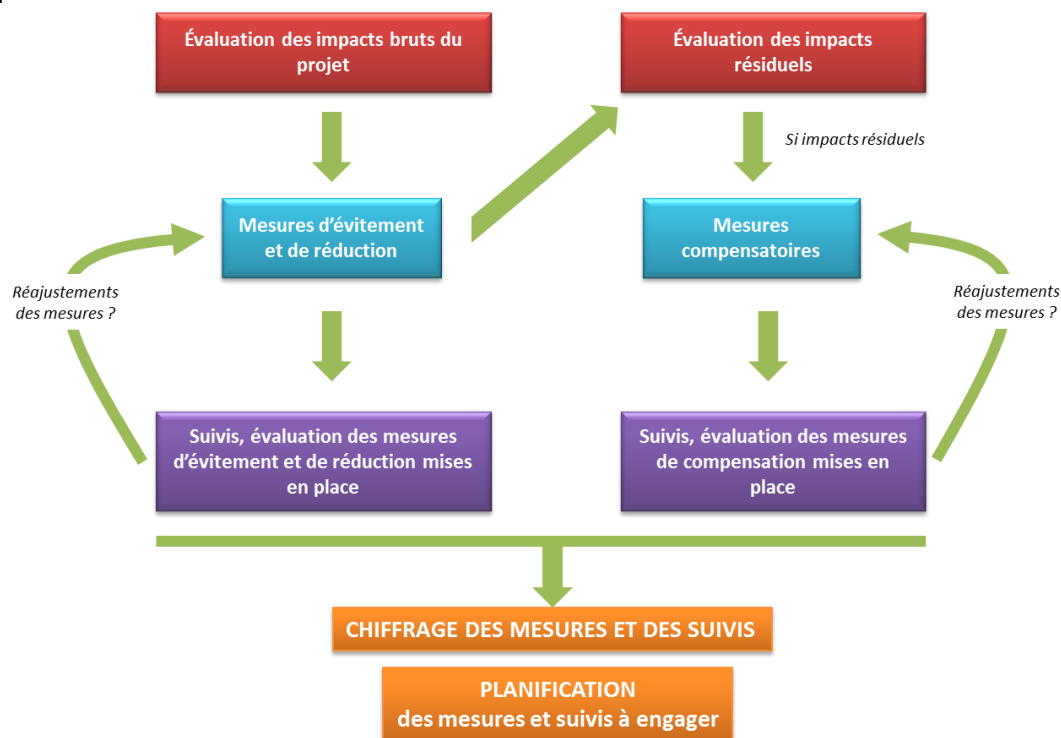 Évaluation des impacts bruts du
projet
Évaluation des impacts
résiduels
Si impacts résiduels
Mesures d'évitement
et de réduction
Mesures
compensatoires
Réajustements
des mesures ?
Réajustements
des mesures ?
Suivis, évaluation des mesures
d'évitement et de réduction mises
en place
Suivis, évaluation des mesures
de compensation mises en
place
CHIFFRAGE DES MESURES ET DES SUIVIS
PLANIFICATION
des mesures et suivis à engager